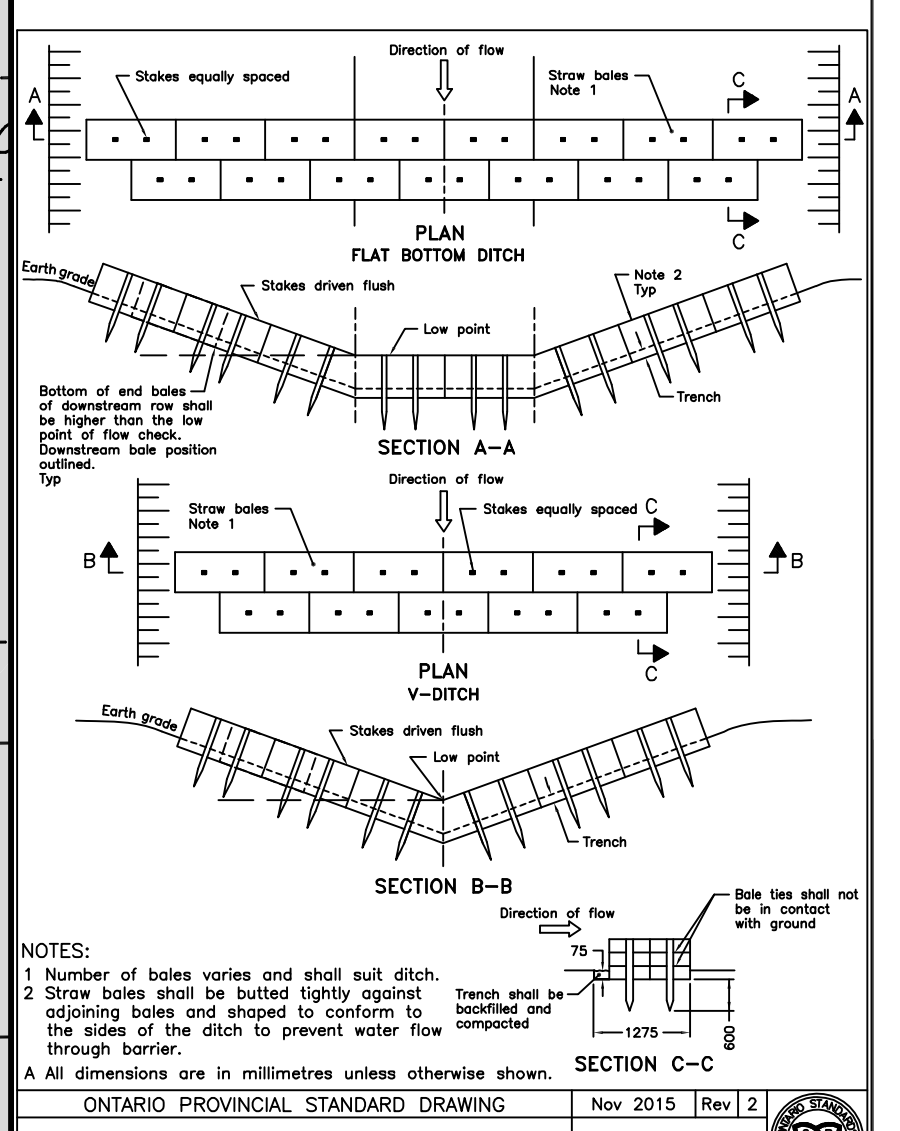 Direction of flow
Stakes equally spaced
Straw bales
Note 1
C
A
A
C
PLAN
FLAT BOTTOM DITCH
Earth grade
Stakes driven flush
Note 2
Typ
Low point
Trench
Bottom of end bales
of downstream row shall
be higher than the low
point of flow check.
Downstream bale position
outlined.
Typ
SECTION A-A
Direction of flow
Straw bales
Note 1
Stakes equally spaced
C
B
B
C
PLAN
V-DITCH
Earth grade
Stakes driven flush
Low point
Trench
SECTION B-B
Bale ties shall not
be in contact
with ground
Direction of flow
75
Trench shall be
backfilled and
compacted
1275
600
SECTION C-C
NOTES:
1 Number of bales varies and shall suit ditch.
2 Straw bales shall be butted tightly against
adjoining bales and shaped to conform to
the sides of the ditch to prevent water flow
through barrier.
A All dimensions are in millimetres unless otherwise shown.
ONTARIO PROVINCIAL STANDARD DRAWING
Nov 2015
Rev
2